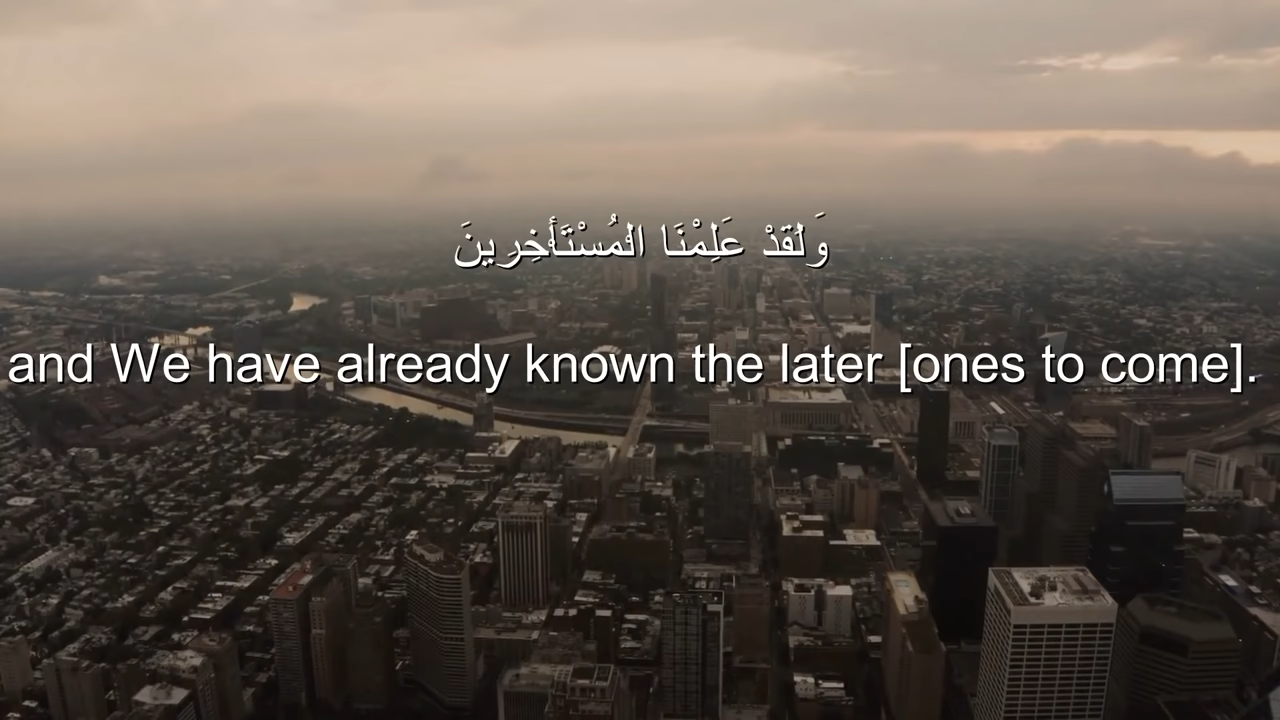 وَلَقَدْ عَلِمْنَا الْمُسْتَأْخِرِينَ
and We have already known the later [ones to come].